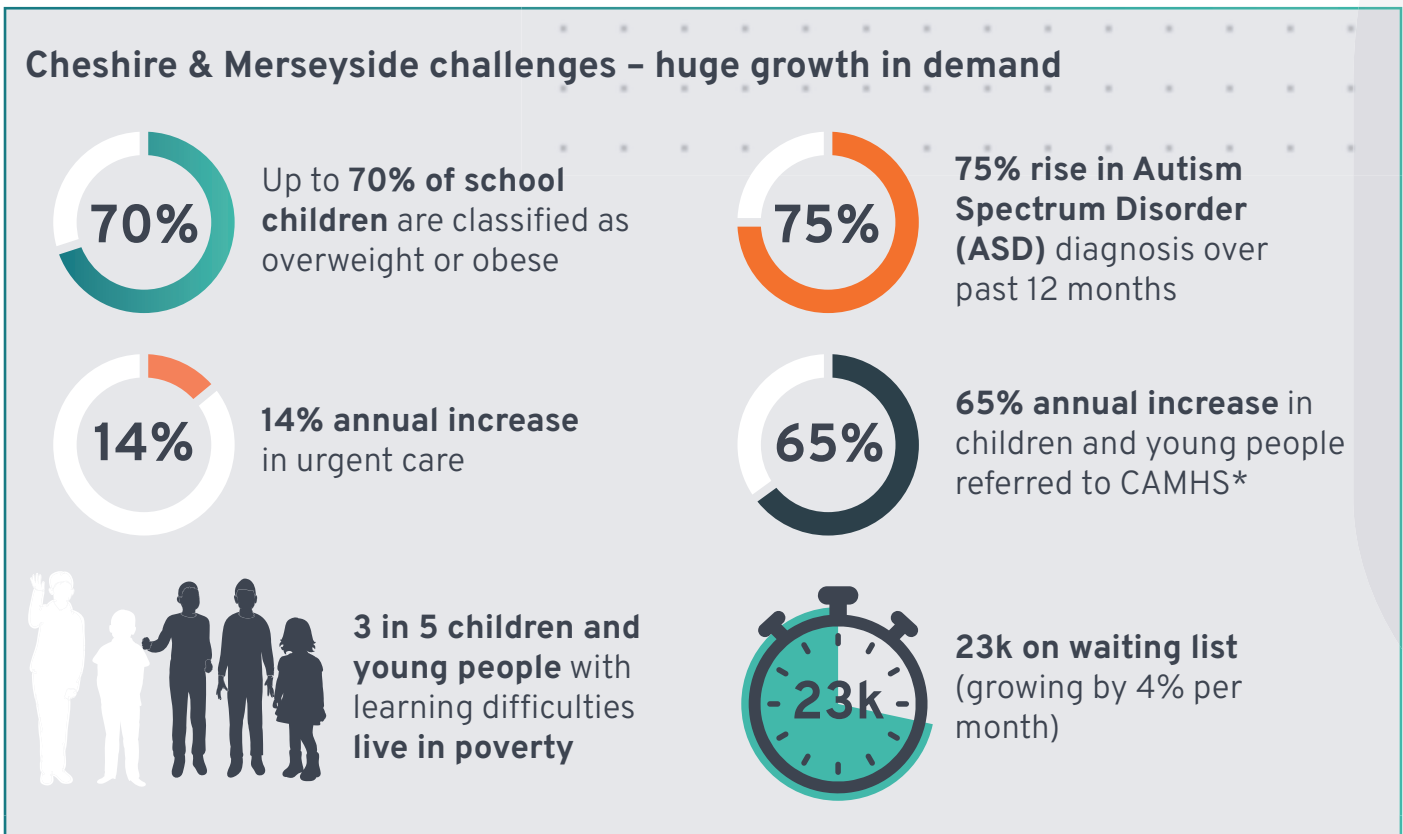 Cheshire & Merseyside challenges – huge growth in demand
70%
Up to 70% of school
children are classified as
overweight or obese
75%
75% rise in Autism
Spectrum Disorder
(ASD) diagnosis over
past 12 months
14%
14% annual increase
in urgent care
65%
65% annual increase in
children and young people
referred to CAMHS*
3 in 5 children and
young people with
learning difficulties
live in poverty
23k
23k on waiting list
(growing by 4% per
month)